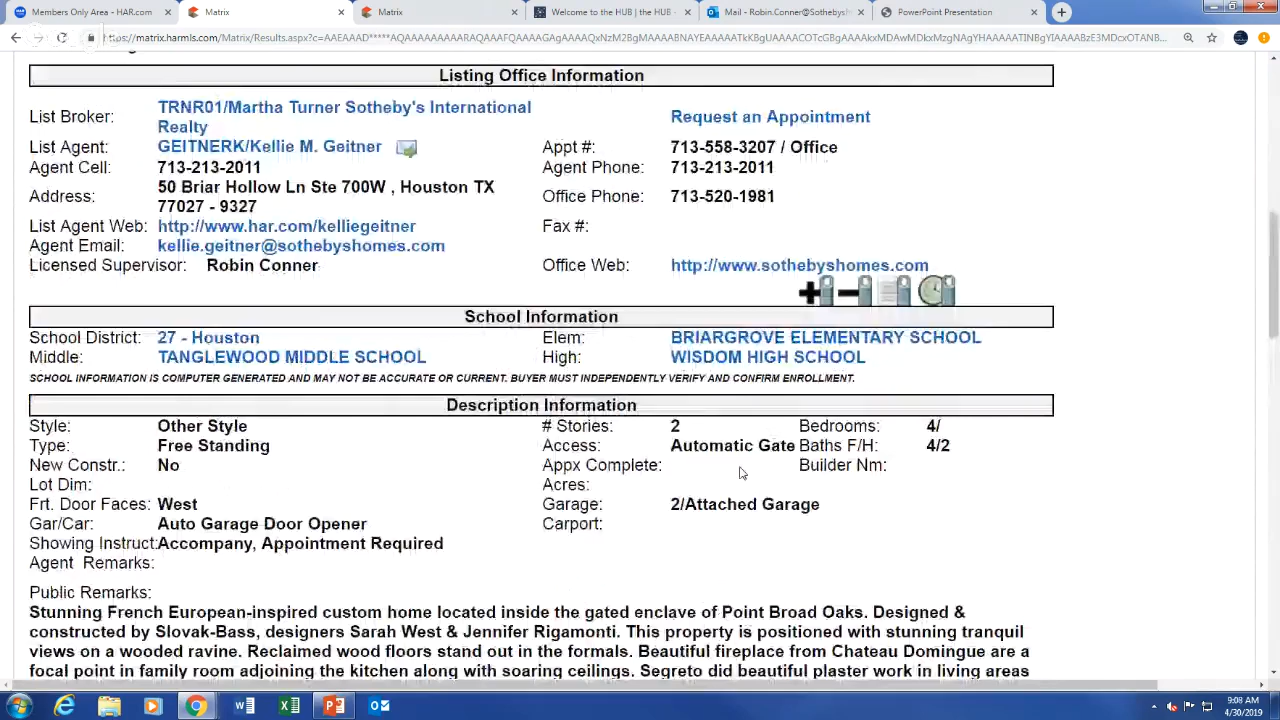 Members Only Area - HAR.com
Matrix
Matrix
Welcome to the HUB | the HUB -
Mail - Robin.Conner@Sothebysh
PowerPoint Presentation
Listing Office Information
List Broker: TRNR01/Martha Turner Sotheby's International Realty Request an Appointment
List Agent: GEITNERK/Kellie M. Geitner Appt #: 713-558-3207 / Office
Agent Cell: 713-213-2011 Agent Phone: 713-213-2011
Address: 50 Briar Hollow Ln Ste 700W , Houston TX 77027 - 9327 Office Phone: 713-520-1981
List Agent Web: http://www.har.com/kelliegeitner Fax #:
Agent Email: kellie.geitner@sothebyshomes.com
Licensed Supervisor: Robin Conner Office Web: http://www.sothebyshomes.com
School Information
School District: 27 - Houston Elem: BRIARGROVE ELEMENTARY SCHOOL
Middle: TANGLEWOOD MIDDLE SCHOOL High: WISDOM HIGH SCHOOL
SCHOOL INFORMATION IS COMPUTER GENERATED AND MAY NOT BE ACCURATE OR CURRENT. BUYER MUST INDEPENDENTLY VERIFY AND CONFIRM ENROLLMENT.
Description Information
Style: Other Style # Stories: 2 Bedrooms: 4/
Type: Free Standing Access: Automatic Gate Baths F/H: 4/2
New Constr.: No Appx Complete: Builder Nm:
Lot Dim: Acres:
Frt. Door Faces: West Garage: 2/Attached Garage
Gar/Car: Auto Garage Door Opener Carport:
Showing Instruct: Accompany, Appointment Required
Agent Remarks:
Public Remarks:
Stunning French European-inspired custom home located inside the gated enclave of Point Broad Oaks. Designed &
constructed by Slovak-Bass, designers Sarah West & Jennifer Rigamonti. This property is positioned with stunning tranquil
views on a wooded ravine. Reclaimed wood floors stand out in the formals. Beautiful fireplace from Chateau Domingue are a
focal point in family room adjoining the kitchen along with soaring ceilings. Segreto did beautiful plaster work in living areas
9:08 AM
4/30/2019